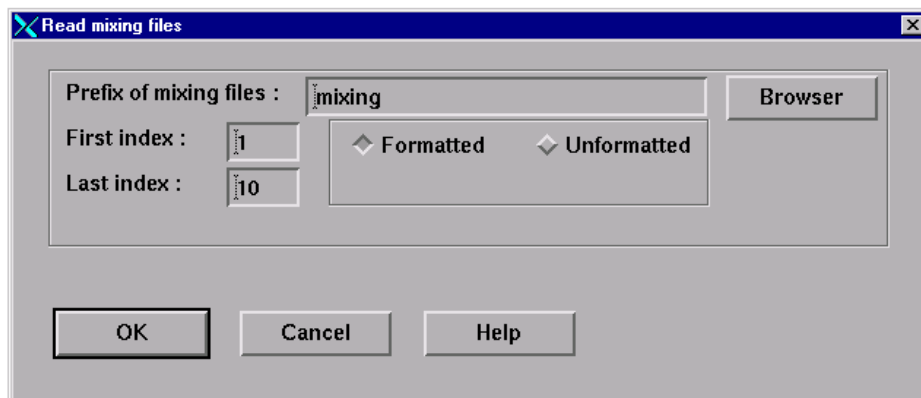 Read mixing files
Prefix of mixing files : mixing Browser
First index : 1 Formatted Unformatted
Last index : 10
OK Cancel Help